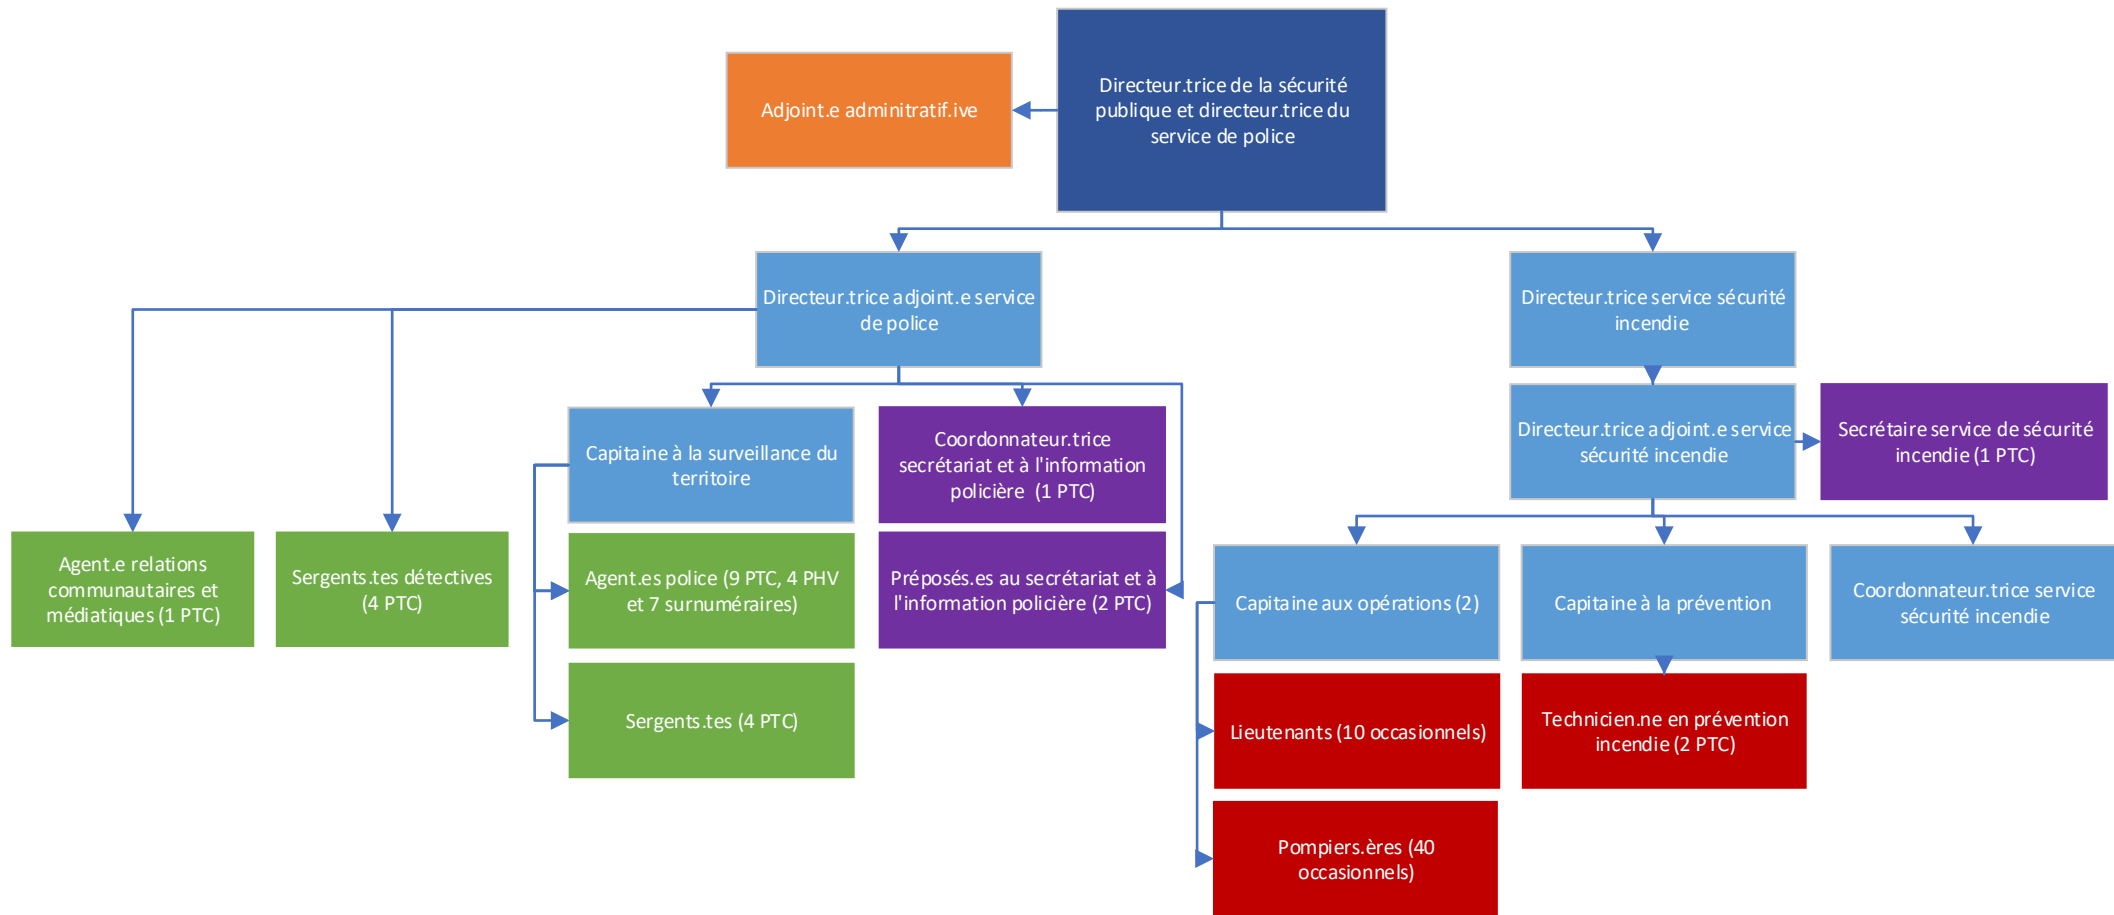 Directeur.trice de la sécurité
publique et directeur.trice du
service de police
Adjoint.e adminitratif.ive
Directeur.trice adjoint.e service
de police
Directeur.trice service sécurité
incendie
Capitaine à la surveillance du
territoire
Coordonnateur.trice
secrétariat et à l'information
policière (1 PTC)
Directeur.trice adjoint.e service
sécurité incendie
Secrétaire service de sécurité
incendie (1 PTC)
Agent.e relations
communautaires et
médiatiques (1 PTC)
Sergents.tes détectives
(4 PTC)
Agent.es police (9 PTC, 4 PHV
et 7 surnuméraires)
Préposés.es au secrétariat et à
l'information policière (2 PTC)
Capitaine aux opérations (2)
Capitaine à la prévention
Coordonnateur.trice service
sécurité incendie
Sergents.tes (4 PTC)
Lieutenants (10 occasionnels)
Technicien.ne en prévention
incendie (2 PTC)
Pompiers.ères (40
occasionnels)